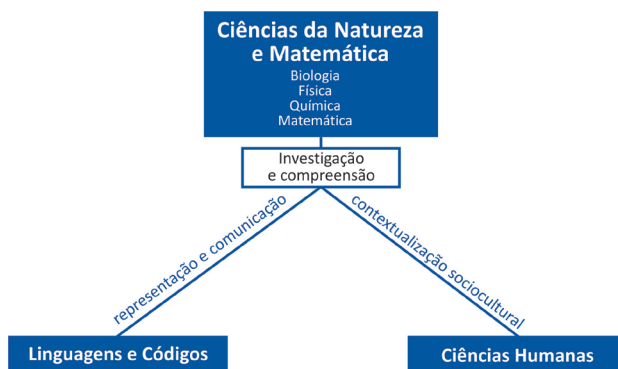 Ciências da Natureza
e Matemática
Biologia
Física
Química
Matemática
Investigação
e compreensão
representação e comunicação
contextualização sociocultural
Linguagens e Códigos
Ciências Humanas